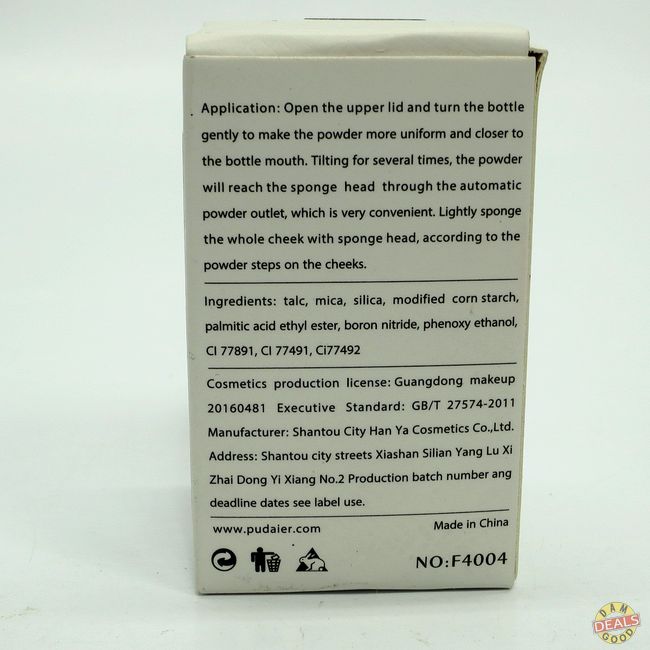 Application: Open the upper lid and turn the bottle
gently to make the powder more uniform and closer to
the bottle mouth. Tilting for several times, the powder
will reach the sponge head through the automatic
powder outlet, which is very convenient. Lightly sponge
the whole cheek with sponge head, according to the
powder steps on the cheeks.
Ingredients: talc, mica, silica, modified corn starch,
palmitic acid ethyl ester, boron nitride, phenoxy ethanol,
CI 77891, CI 77491, Ci77492
Cosmetics production license: Guangdong makeup
20160481 Executive Standard: GB/T 27574-2011
Manufacturer: Shantou City Han Ya Cosmetics Co.,Ltd.
Address: Shantou city streets Xiashan Silian Yang Lu Xi
Zhai Dong Yi Xiang No.2 Production batch number ang
deadline dates see label use.
www.pudaier.com Made in China
NO:F4004
DAM
DEALS
GOOD